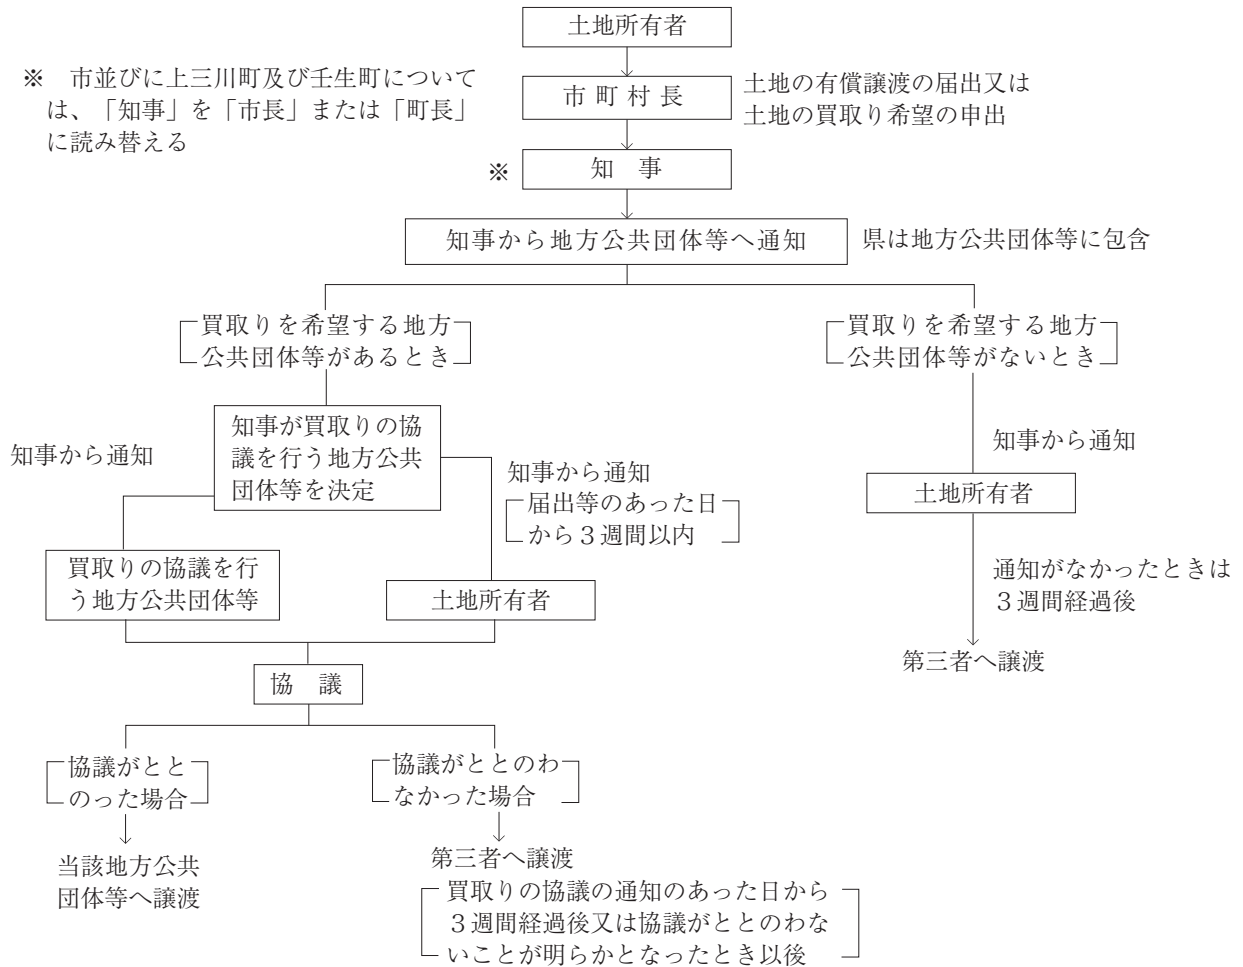 土地所有者
※　市並びに上三川町及び壬生町について
は、「知事」を「市長」または「町長」
に読み替える
市 町 村 長
土地の有償譲渡の届出又は
土地の買取り希望の申出
※
知　事
知事から地方公共団体等へ通知
県は地方公共団体等に包含
買取りを希望する地方
公共団体等があるとき
買取りを希望する地方
公共団体等がないとき
知事から通知
知事が買取りの協
議を行う地方公共
団体等を決定
知事から通知
届出等のあった日
から３週間以内
知事から通知
土地所有者
買取りの協議を行
う地方公共団体等
土地所有者
通知がなかったときは
３週間経過後
第三者へ譲渡
協　議
協議がとと
のった場合
協議がととのわ
なかった場合
当該地方公共
団体等へ譲渡
第三者へ譲渡
買取りの協議の通知のあった日から
３週間経過後又は協議がととのわな
いことが明らかとなったとき以後